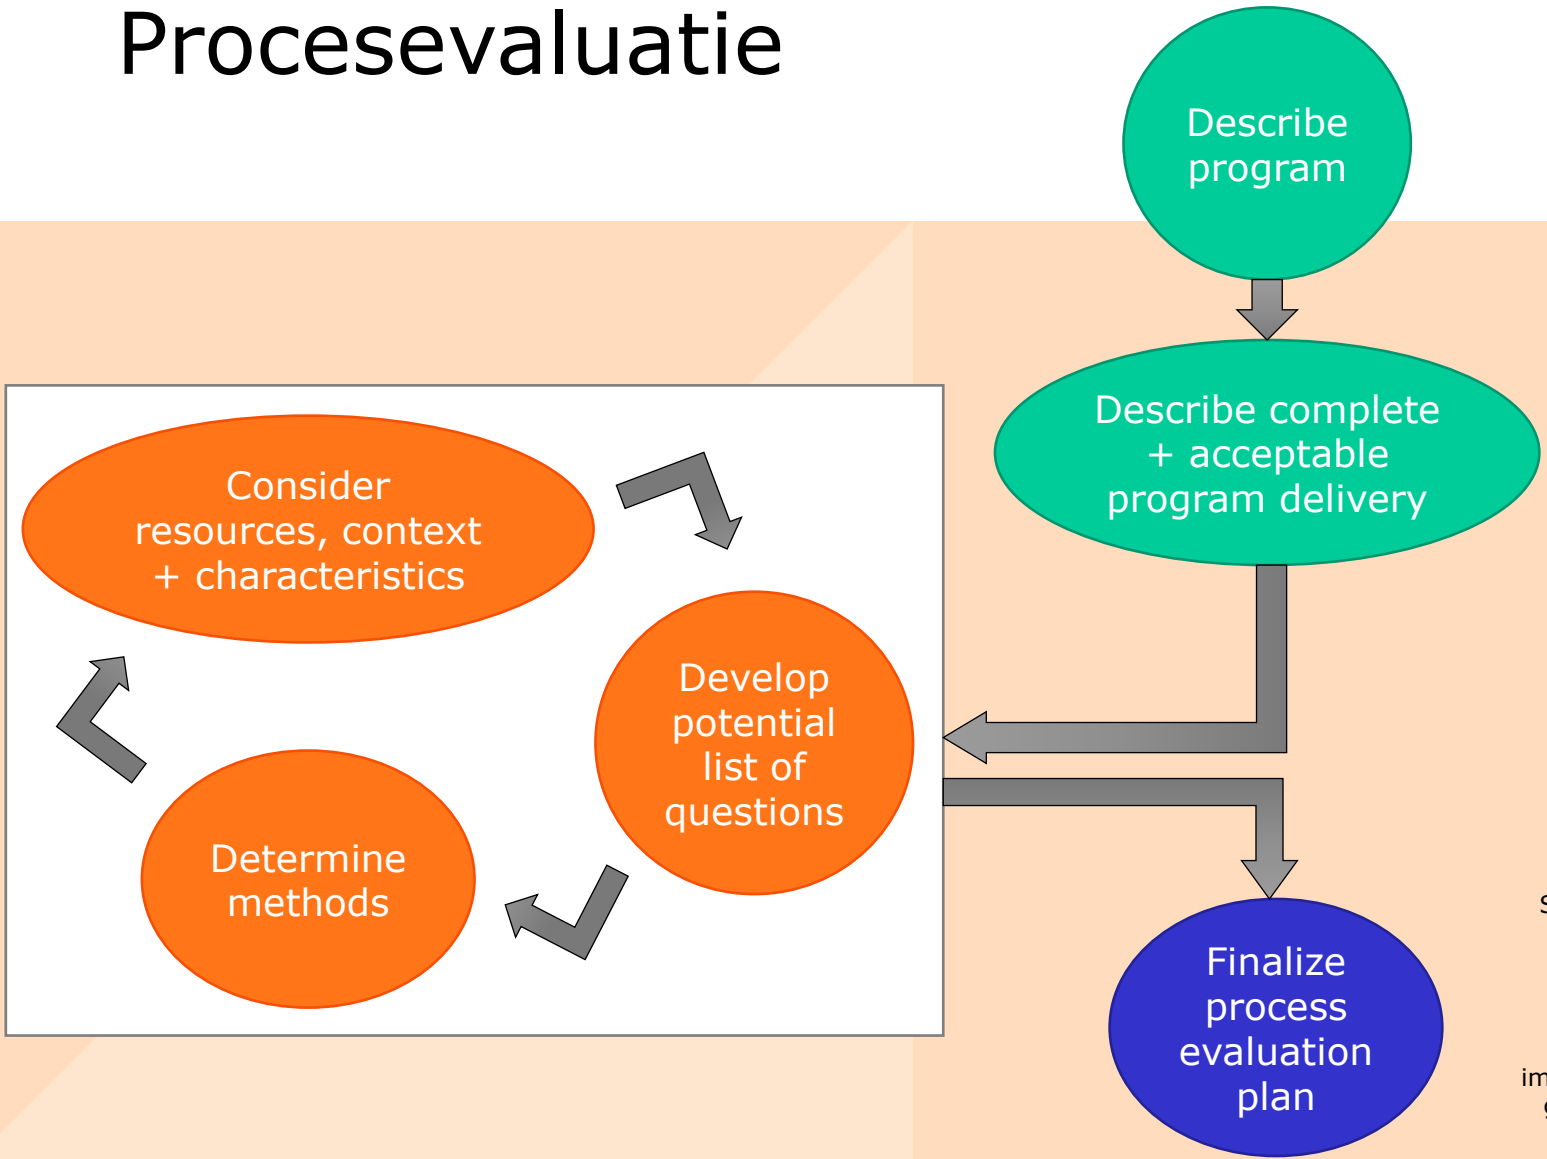 Procesevaluatie
Describe
program
Describe complete
+ acceptable
program delivery
Consider
resources, context
+ characteristics
Develop
potential
list of
questions
Determine
methods
Finalize
process
evaluation
plan